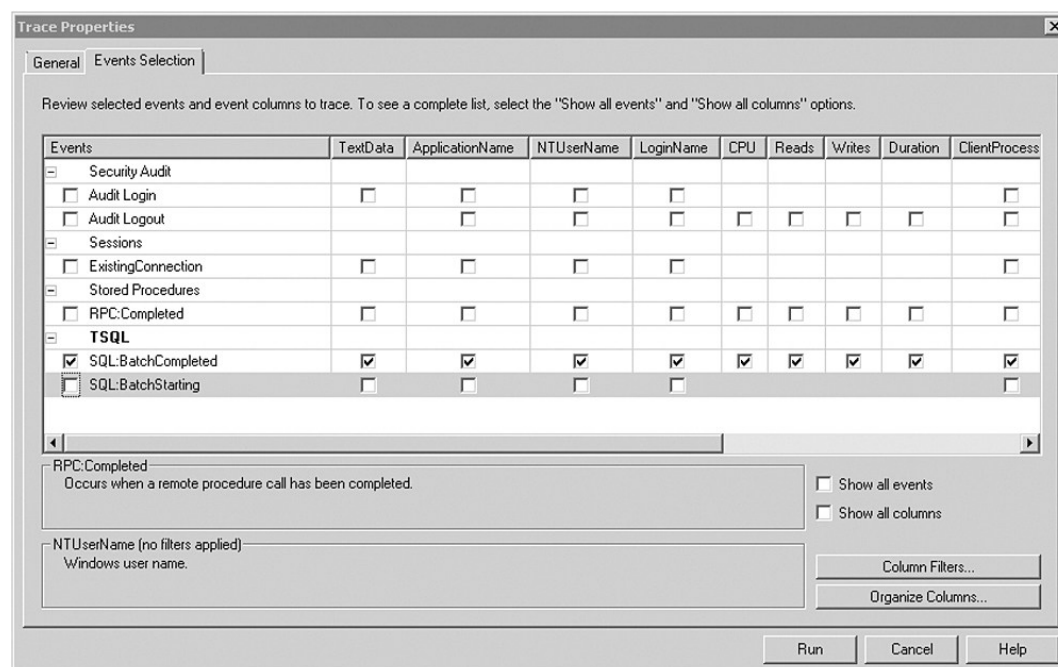 Trace Properties
General Events Selection
Review selected events and event columns to trace. To see a complete list, select the "Show all events" and "Show all columns" options.
Events TextData ApplicationName NTUserName LoginName CPU Reads Writes Duration ClientProcess
Security Audit
Audit Login
Audit Logout
Sessions
ExistingConnection
Stored Procedures
RPC:Completed
TSQL
SQL:BatchCompleted
SQL:BatchStarting
RPC:Completed
Occurs when a remote procedure call has been completed.
Show all events
Show all columns
NTUserName (no filters applied)
Windows user name.
Column Filters...
Organize Columns...
Run Cancel Help